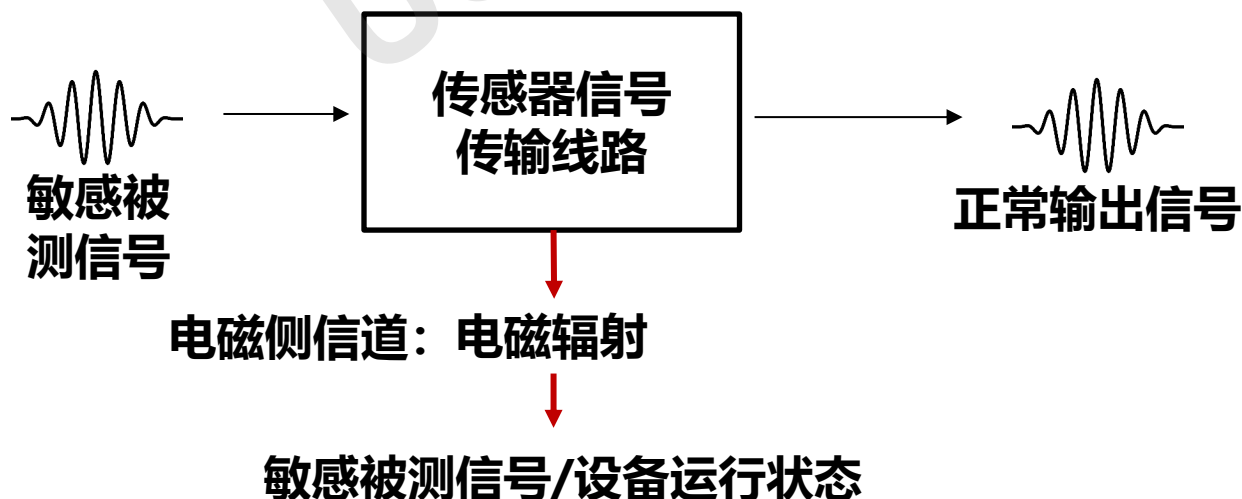 传感器信号
传输线路
敏感被
测信号
正常输出信号
电磁侧信道：电磁辐射
敏感被测信号/设备运行状态